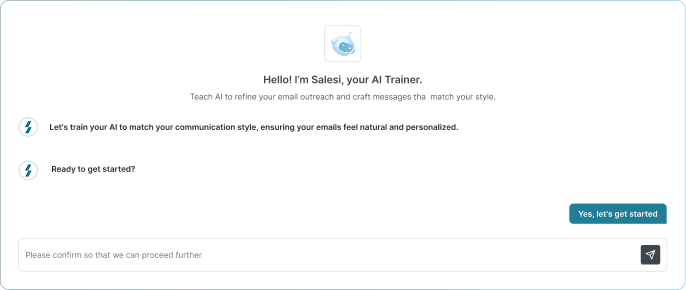 Hello! I'm Salesi, your AI Trainer.
Teach AI to refine your email outreach and craft messages tha match your style.
Let's train your AI to match your communication style, ensuring your emails feel natural and personalized.
Ready to get started?
Yes, let's get started
Please confirm so that we can proceed further